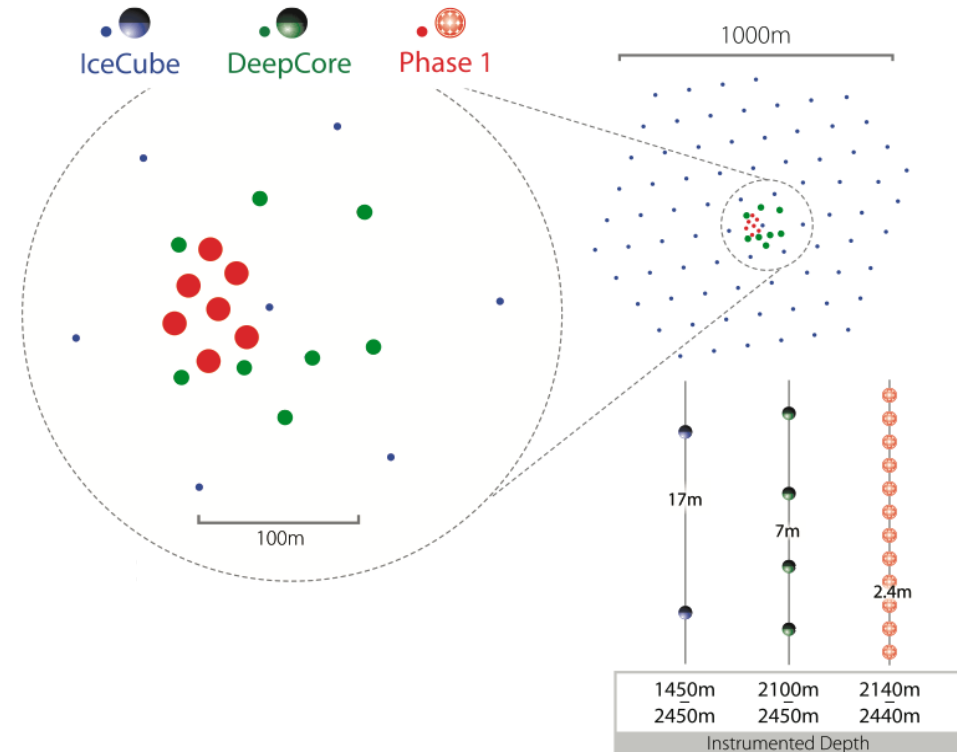 IceCube DeepCore Phase 1
1000m
100m
17m
7m
2.4m
1450m 2100m 2140m
– – –
2450m 2450m 2440m
Instrumented Depth